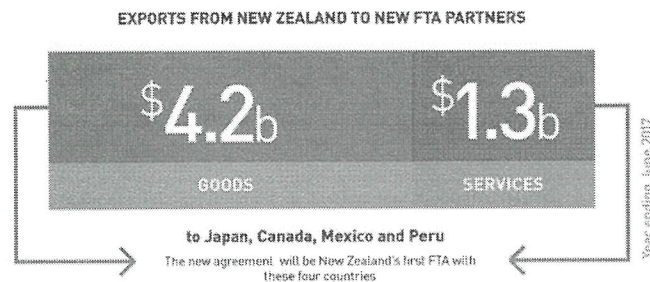 EXPORTS FROM NEW ZEALAND TO NEW FTA PARTNERS
$4.2b
$1.3b
GOODS
SERVICES
to Japan, Canada, Mexico and Peru
The new agreement will be New Zealand's first FTA with
these four countries
Year ending June 2017